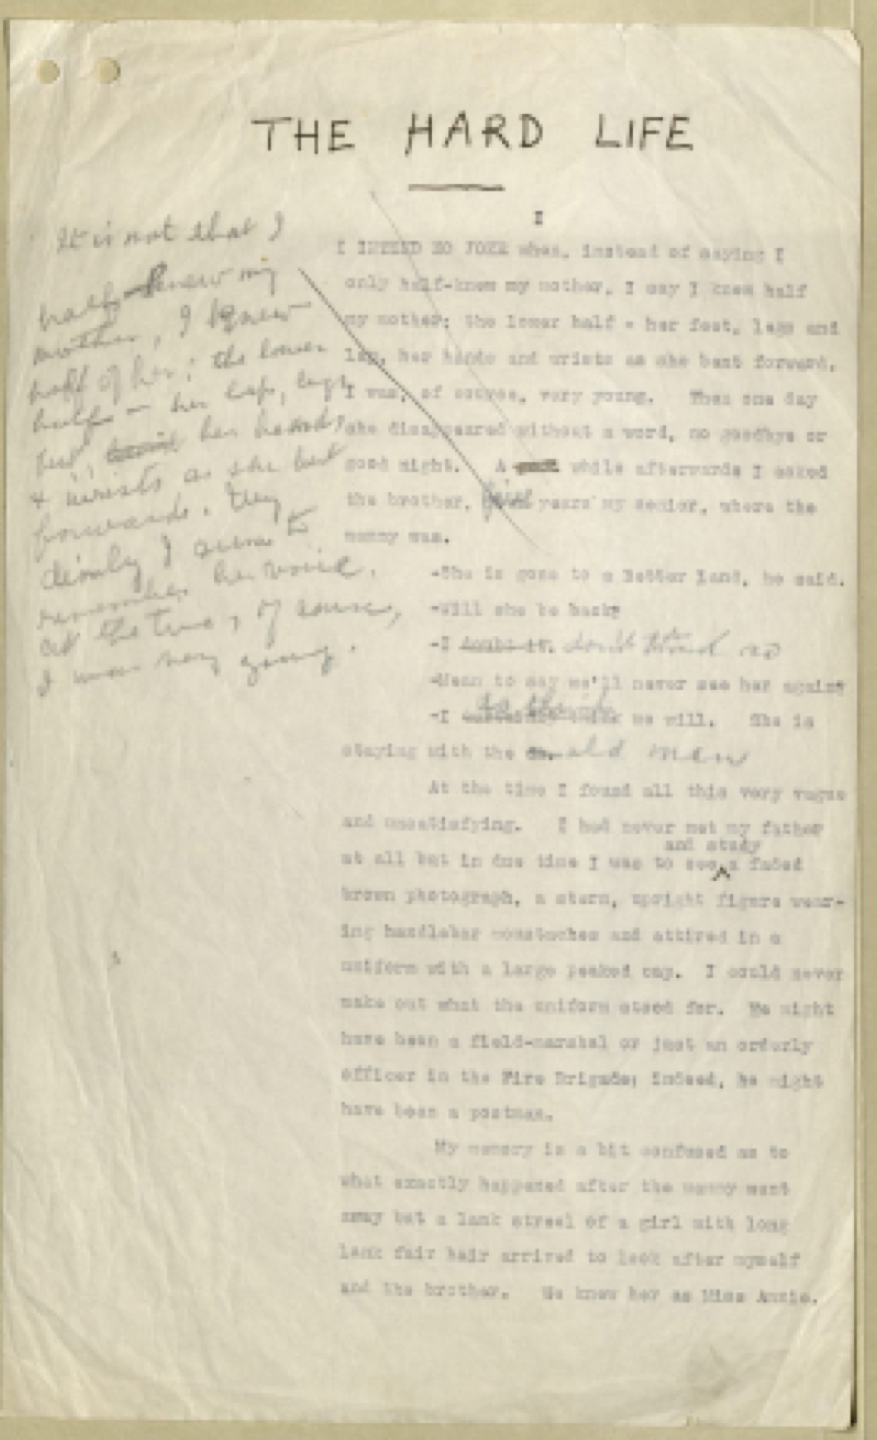 THE HARD LIFE
I
It is not that I
half-knew my
mother, I knew
half of her; the lower
half - her lap, legs,
feet, her hands
& wrists as she bent
forwards. Very
dimly I seem to
remember her voice.
at the time, of course,
I was very young.
I INTEND NO JOKE when, instead of saying I
only half-knew my mother, I say I knew half
my mother: the lower half - her feet, legs and
lap, her hands and wrists as she bent forward.
I was, of course, very young. Then one day
she disappeared without a word, no goodbye or
good night. A while afterwards I asked
the brother, five years my senior, where the
mammy was.
-She is gone to a Better Land, he said.
-Will she be back?
-I doubt it. don't think so
-Mean to say we'll never see her again?
-I do think we will. She is
staying with the old man
At the time I found all this very vague
and unsatisfying. I had never met my father
and study
at all but in due time I was to see a faded
brown photograph, a stern, upright figure wear-
ing handlebar moustaches and attired in a
uniform with a large peaked cap. I could never
make out what the uniform stood for. He might
have been a field-marshal or just an orderly
officer in the Fire Brigade; indeed, he might
have been a postman.
My memory is a bit confused as to
what exactly happened after the mammy went
away but a lank streel of a girl with long
lank fair hair arrived to look after myself
and the brother. We knew her as Miss Annie.